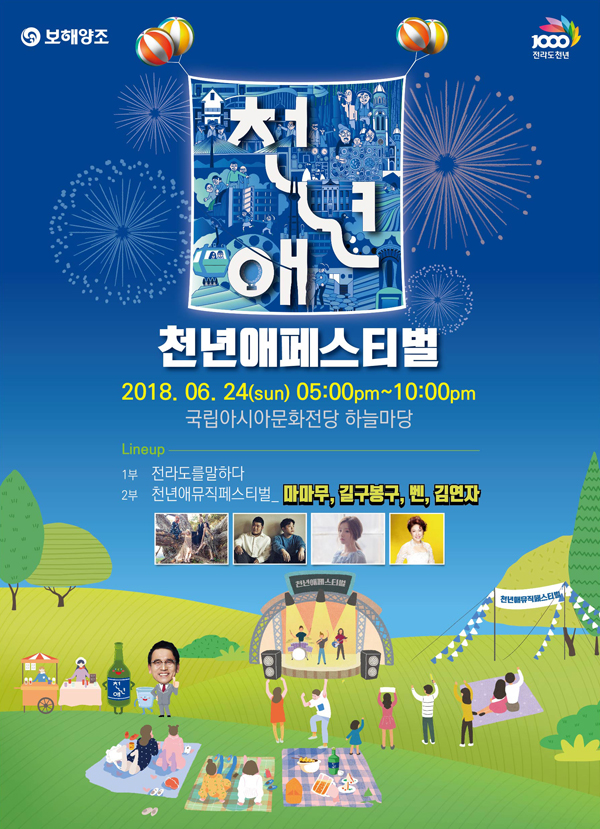 보해양조
1000
전라도천년
천년애
천년애페스티벌
2018. 06. 24(sun) 05:00pm~10:00pm
국립아시아문화전당 하늘마당
Lineup
1부 전라도를말하다
2부 천년애뮤직페스티벌_ 마마무, 길구봉구, 벤, 김연자
천년애페스티벌
천년애뮤직페스티벌
천년애